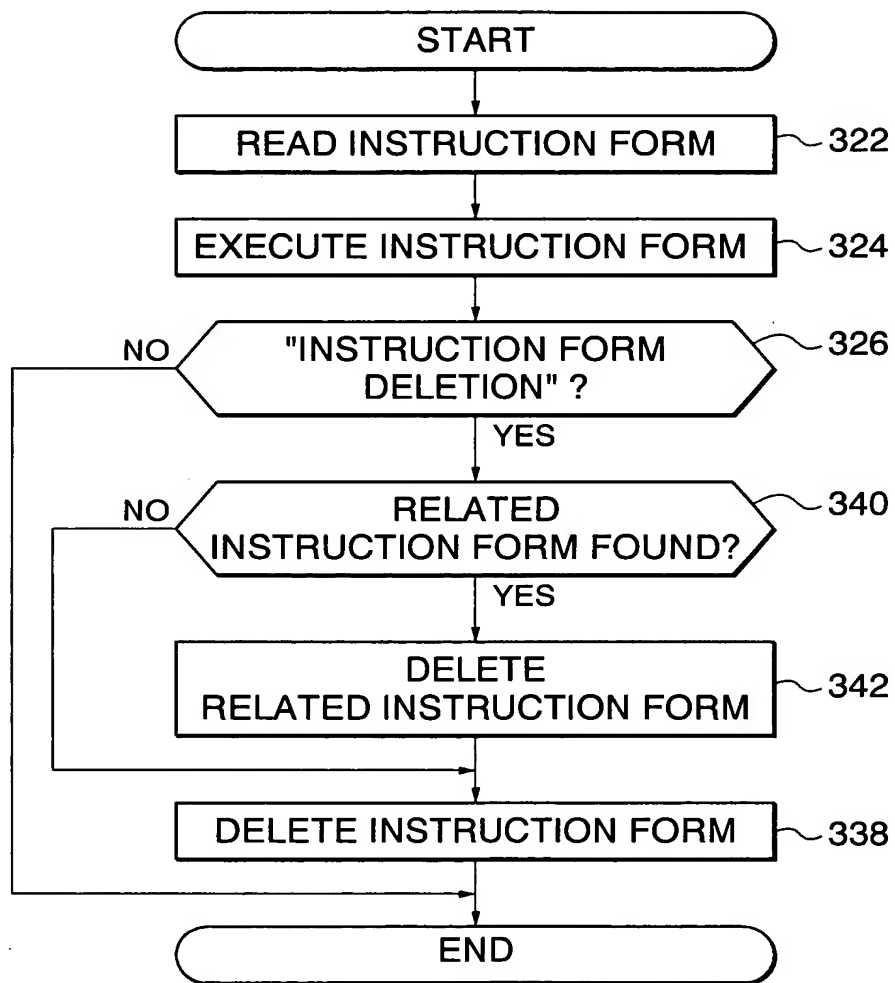 START
READ INSTRUCTION FORM
322
EXECUTE INSTRUCTION FORM
324
NO
"INSTRUCTION FORM
DELETION" ?
326
YES
NO
RELATED
INSTRUCTION FORM FOUND?
340
YES
DELETE
RELATED INSTRUCTION FORM
342
DELETE INSTRUCTION FORM
338
END